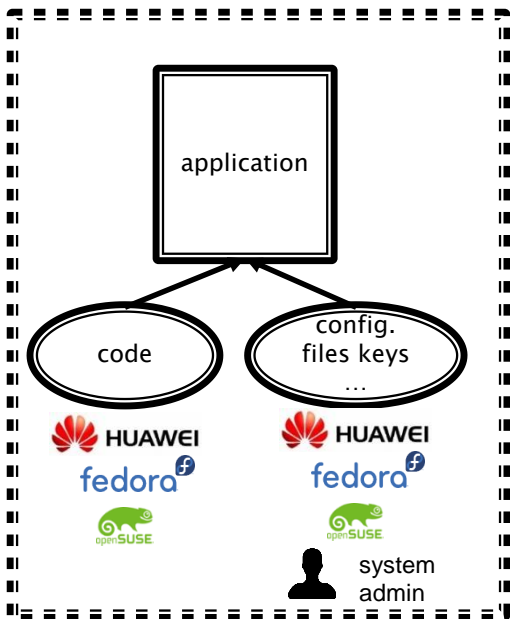 application
code
config.
files keys
...
HUAWEI
fedora
openSUSE
HUAWEI
fedora
openSUSE
system
admin